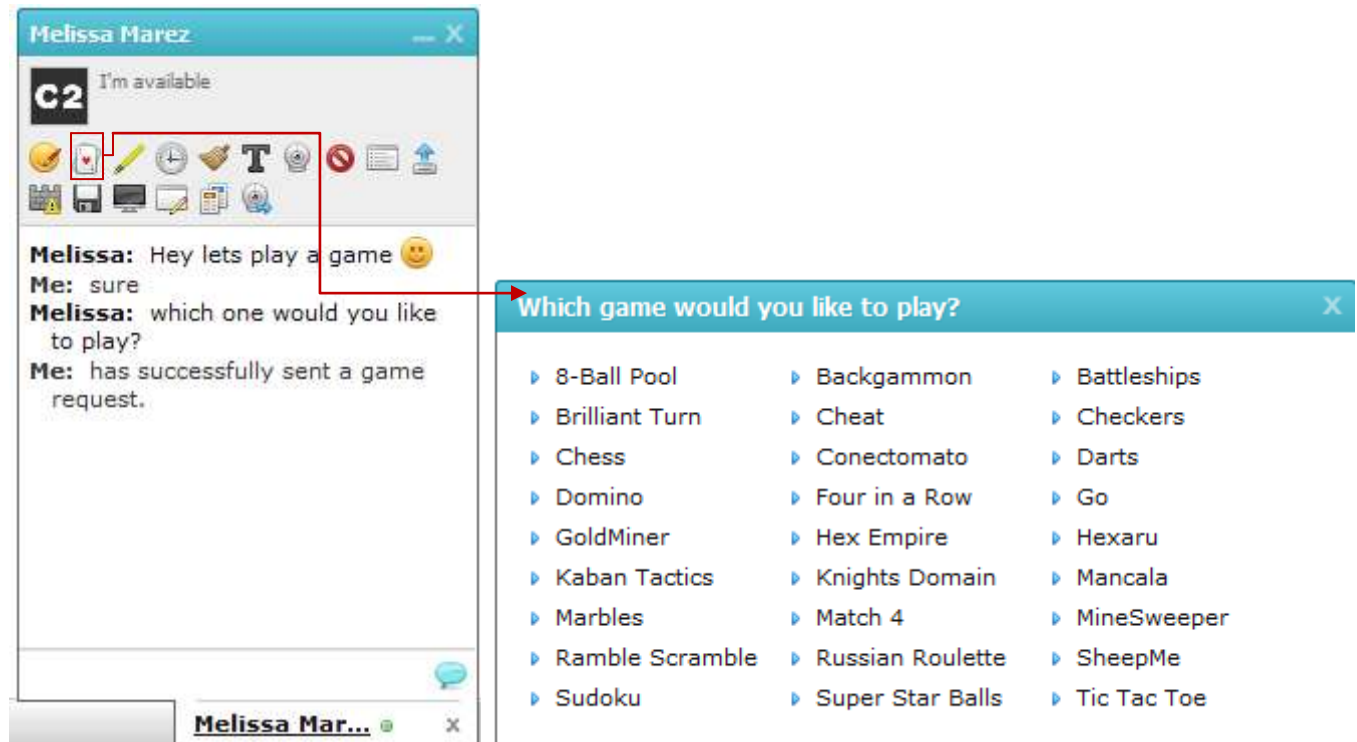 Melissa Marez
C2
I'm available
T
Melissa: Hey lets play a game
Me: sure
Melissa: which one would you like
to play?
Me: has successfully sent a game
request.
Melissa Mar...
Which game would you like to play?
8-Ball Pool Backgammon Battleships
Brilliant Turn Cheat Checkers
Chess Conectomato Darts
Domino Four in a Row Go
GoldMiner Hex Empire Hexaru
Kaban Tactics Knights Domain Mancala
Marbles Match 4 MineSweeper
Ramble Scramble Russian Roulette SheepMe
Sudoku Super Star Balls Tic Tac Toe